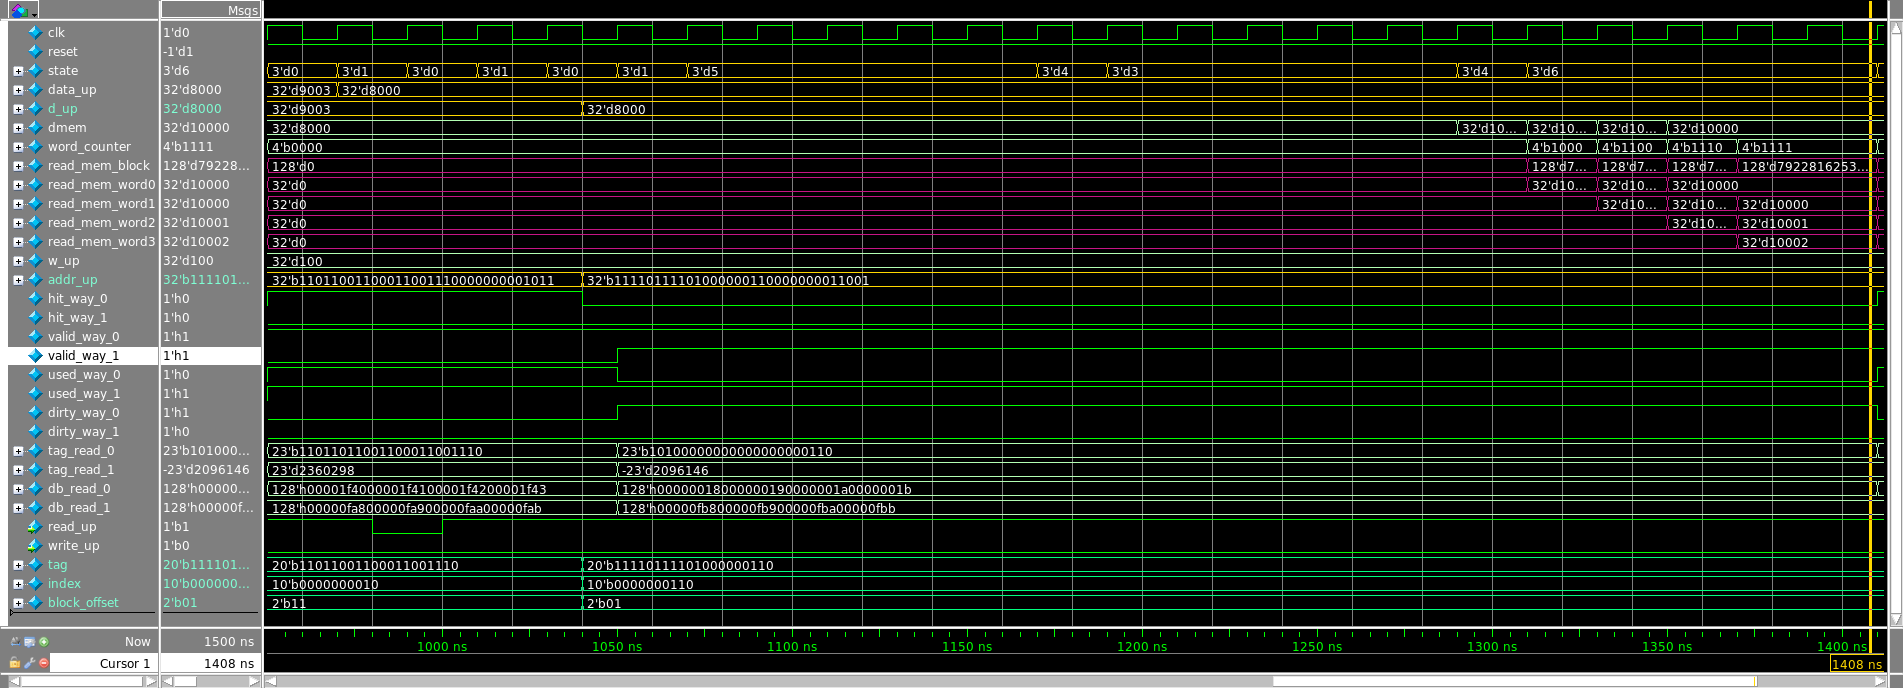 Msgs
clk 1'd0
reset -1'd1
state 3'd6 3'd0 3'd1 3'd0 3'd1 3'd0 3'd1 3'd5 3'd4 3'd3 3'd4 3'd6
data_up 32'd8000 32'd9003 32'd8000
d_up 32'd8000 32'd9003 32'd8000
dmem 32'd10000 32'd8000 32'd10... 32'd10... 32'd10... 32'd10000
word_counter 4'b1111 4'b0000 4'b1000 4'b1100 4'b1110 4'b1111
read_mem_block 128'd79228... 128'd0 128'd7... 128'd7... 128'd7... 128'd7922816253...
read_mem_word0 32'd10000 32'd0 32'd10... 32'd10... 32'd10000
read_mem_word1 32'd10000 32'd0 32'd10... 32'd10... 32'd10000
read_mem_word2 32'd10001 32'd0 32'd10... 32'd10001
read_mem_word3 32'd10002 32'd0 32'd10002
w_up 32'd100 32'd100
addr_up 32'b111101... 32'b11011001100011001110000000001011 32'b11110111101000000110000000011001
hit_way_0 1'h0
hit_way_1 1'h0
valid_way_0 1'h1
valid_way_1 1'h1
used_way_0 1'h0
used_way_1 1'h1
dirty_way_0 1'h1
dirty_way_1 1'h0
tag_read_0 23'b101000... 23'b11011011001100011001110 23'b10100000000000000000110
tag_read_1 -23'd2096146 23'd2360298 -23'd2096146
db_read_0 128'h00000... 128'h00001f4000001f4100001f4200001f43 128'h00000018000000190000001a0000001b
db_read_1 128'h00000f... 128'h00000fa800000fa900000faa00000fab 128'h00000fb800000fb900000fba00000fbb
read_up 1'b1
write_up 1'b0
tag 20'b111101... 20'b11011001100011001110 20'b11110111101000000110
index 10'b000000... 10'b0000000010 10'b0000000110
block_offset 2'b01 2'b11 2'b01
Now 1500 ns 1000 ns 1050 ns 1100 ns 1150 ns 1200 ns 1250 ns 1300 ns 1350 ns 1400 ns
Cursor 1 1408 ns 1408 ns